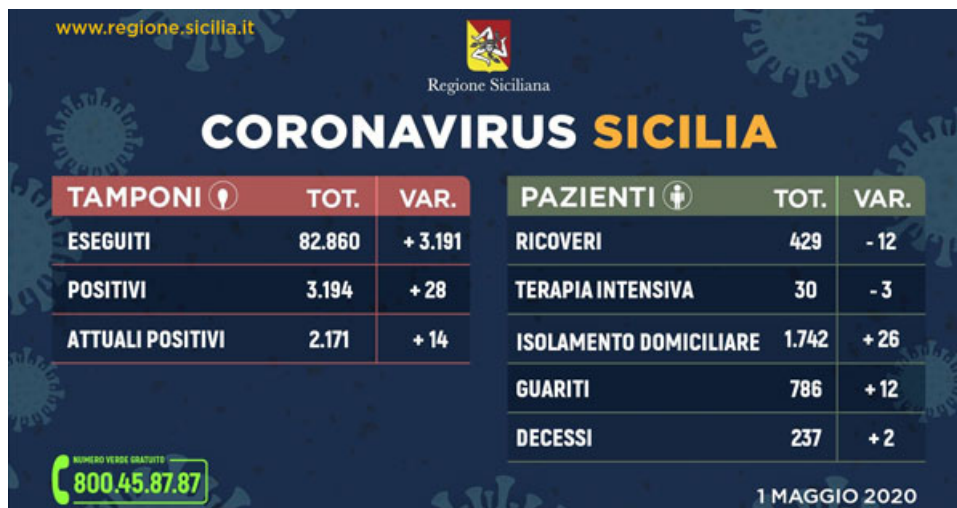 www.regione.sicilia.it
Regione Siciliana
CORONAVIRUS SICILIA
TAMPONI TOT. VAR.
ESEGUITI 82.860 + 3.191
POSITIVI 3.194 + 28
ATTUALI POSITIVI 2.171 + 14
PAZIENTI TOT. VAR.
RICOVERI 429 - 12
TERAPIA INTENSIVA 30 - 3
ISOLAMENTO DOMICILIARE 1.742 + 26
GUARITI 786 + 12
DECESSI 237 + 2
NUMERO VERDE GRATUITO
800.45.87.87
1 MAGGIO 2020